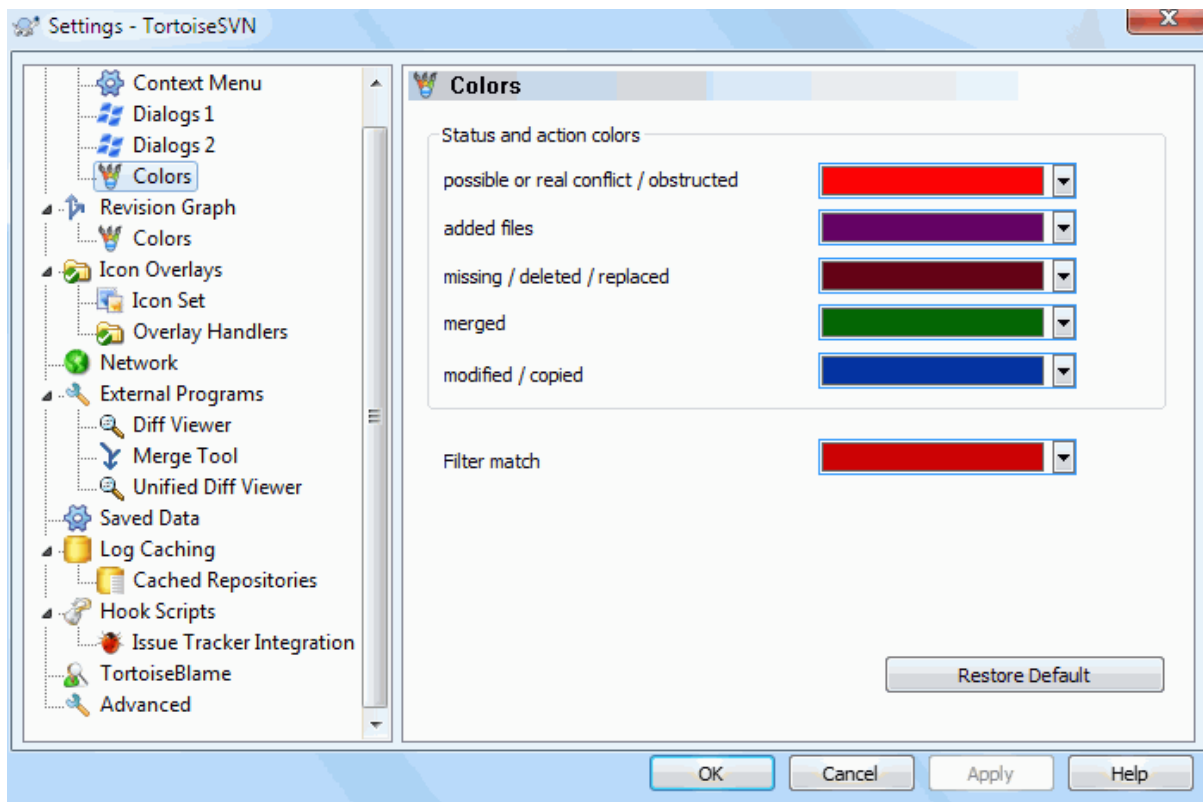 Settings - TortoiseSVN
Context Menu
Dialogs 1
Dialogs 2
Colors
Revision Graph
Colors
Icon Overlays
Icon Set
Overlay Handlers
Network
External Programs
Diff Viewer
Merge Tool
Unified Diff Viewer
Saved Data
Log Caching
Cached Repositories
Hook Scripts
Issue Tracker Integration
TortoiseBlame
Advanced
Colors
Status and action colors
possible or real conflict / obstructed
added files
missing / deleted / replaced
merged
modified / copied
Filter match
Restore Default
OK
Cancel
Apply
Help